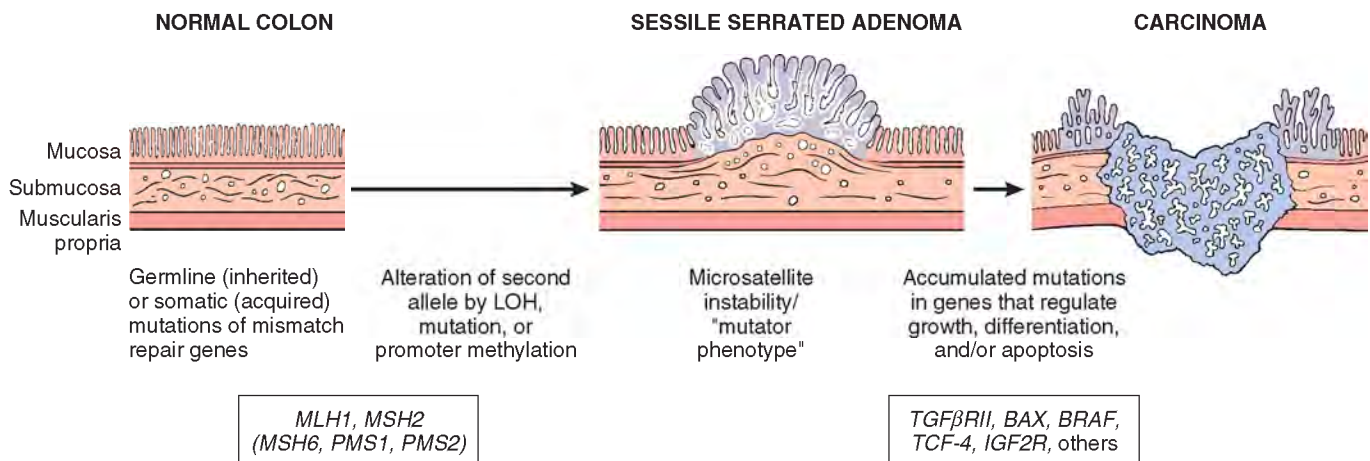 NORMAL COLON
SESSILE SERRATED ADENOMA
CARCINOMA
Mucosa
Submucosa
Muscularis
propria
Germline (inherited)
or somatic (acquired)
mutations of mismatch
repair genes
Alteration of second
allele by LOH,
mutation, or
promoter methylation
Microsatellite
instability/
"mutator
phenotype"
Accumulated mutations
in genes that regulate
growth, differentiation,
and/or apoptosis
MLH1, MSH2
(MSH6, PMS1, PMS2)
TGFβRII, BAX, BRAF,
TCF-4, IGF2R, others